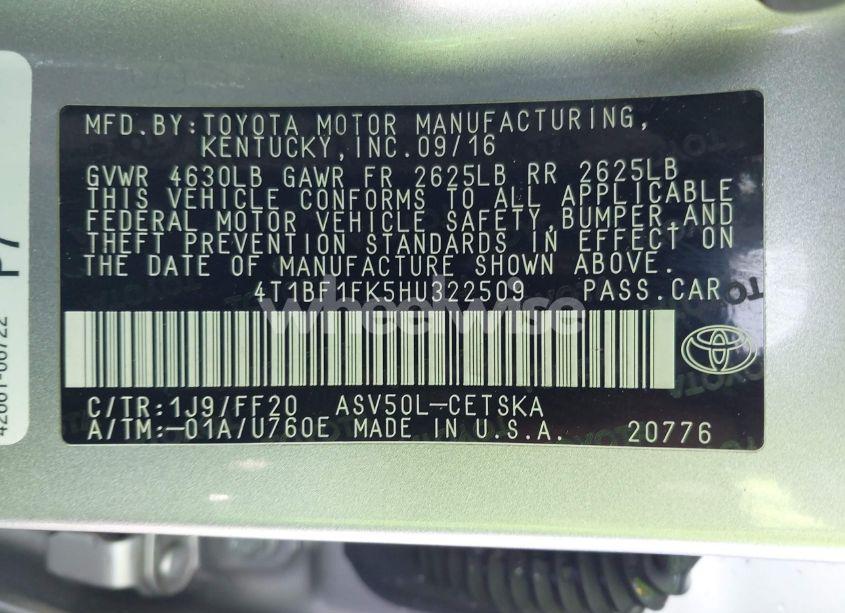 MFD.BY:TOYOTA MOTOR MANUFACTURING,
KENTUCKY,INC.09/16
GVWR 4630LB GAWR FR 2625LB RR 2625LB
THIS VEHICLE CONFORMS TO ALL APPLICABLE
FEDERAL MOTOR VEHICLE SAFETY,BUMPER,AND
THEFT PREVENTION STANDARDS IN EFFECT ON
THE DATE OF MANUFACTURE SHOWN ABOVE.
4T1BF1FK5HU322509 PASS.CAR
wheelwise
C/TR:1J9/FF20 ASV50L-CETSKA
A/TM:-01A/U760E MADE IN U.S.A. 20776